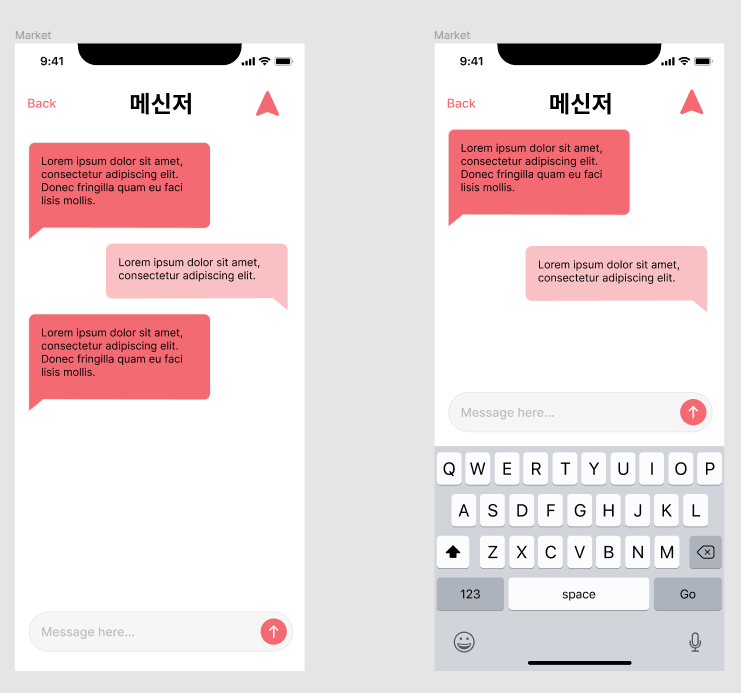 Market
9:41
Back
메신저
Lorem ipsum dolor sit amet,
consectetur adipiscing elit.
Donec fringilla quam eu faci
lisis mollis.
Lorem ipsum dolor sit amet,
consectetur adipiscing elit.
Lorem ipsum dolor sit amet,
consectetur adipiscing elit.
Donec fringilla quam eu faci
lisis mollis.
Message here...
Market
9:41
Back
메신저
Lorem ipsum dolor sit amet,
consectetur adipiscing elit.
Donec fringilla quam eu faci
lisis mollis.
Lorem ipsum dolor sit amet,
consectetur adipiscing elit.
Message here...
Q W E R T Y U I O P
A S D F G H J K L
Z X C V B N M
123 space Go